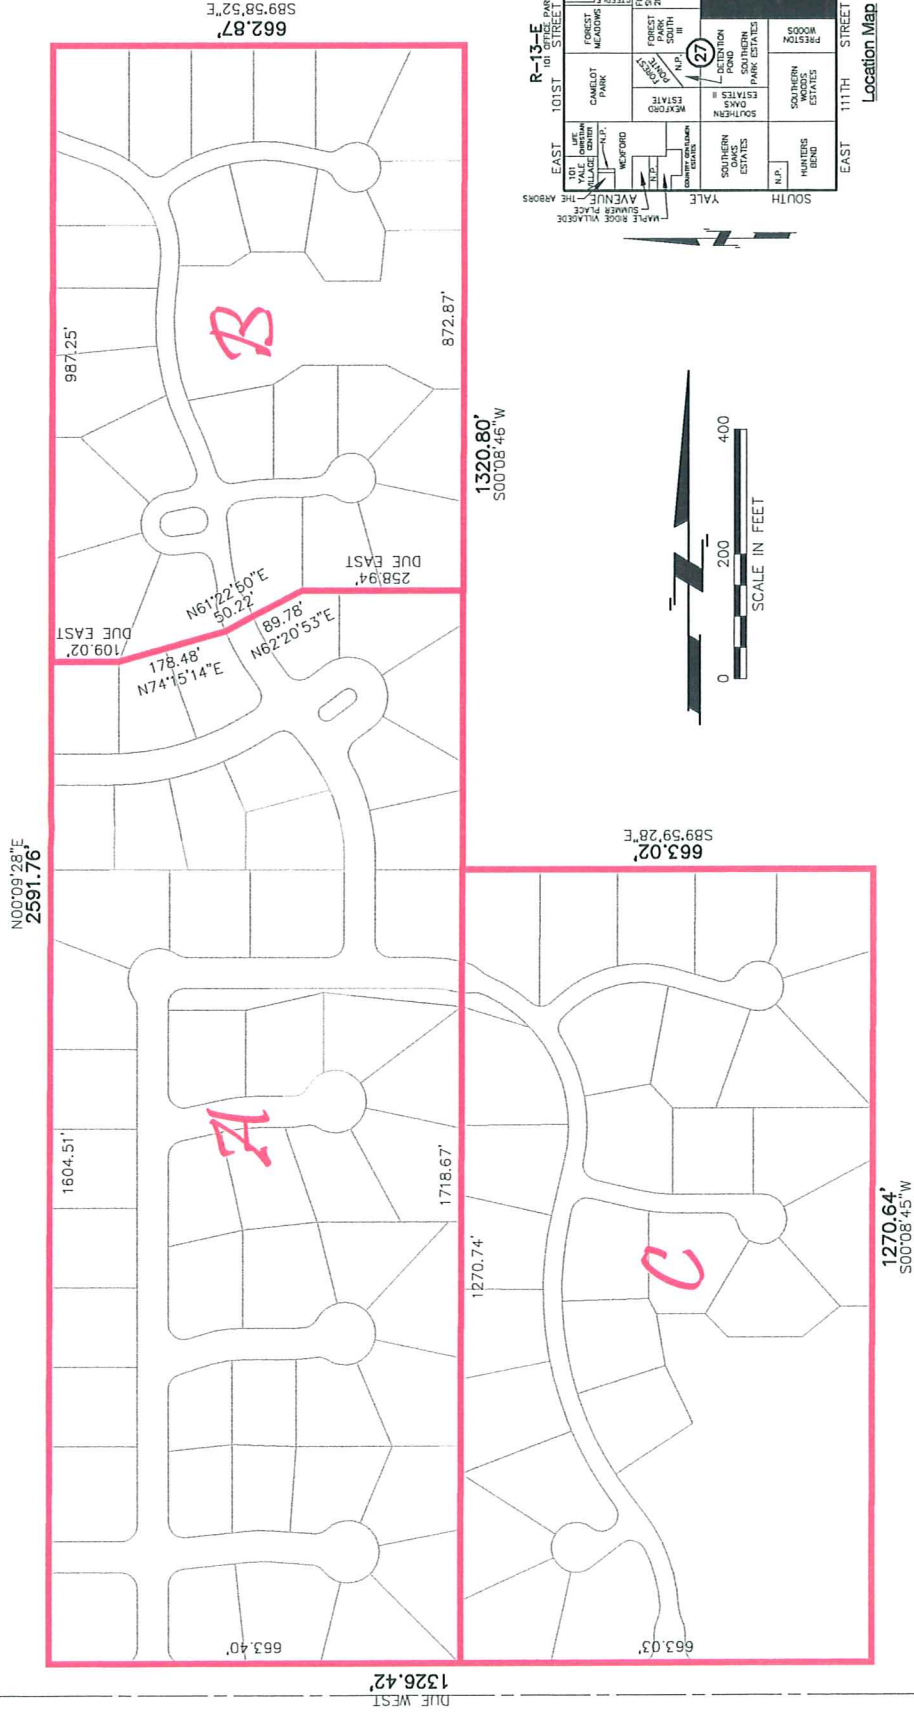 S89°58'52"E
662.87'
987.25'
B
872.87'
1320.80'
S00°08'46"W
DUE EAST
258.94'
N61°22'50"E
50.22'
89.78'
N62°20'53"E
DUE EAST
109.02'
178.48'
N74°15'14"E
N00°09'28"E
2591.76'
S89°59'28"E
663.02'
1604.51'
A
1718.67'
1270.74'
C
1270.64'
S00°08'45"W
663.40'
663.03'
1326.42'
DUE WEST
0
200
400
SCALE IN FEET
R-13-E
101 OFFICE PARK
EAST
101ST
STREET
101
YALE
VILLAGE
LIFE
CHRISTIAN
CENTER
N.P.
THE ARBORS
CAMELOT
PARK
FOREST
MEADOWS
WEXFORD
WEXFORD
ESTATE
FOREST
POINTE
N.P.
FOREST
PARK
SOUTH
III
27
DETENTION
POND
N.P.
COUNTRY GENTLEMEN
ESTATES
SUMMER PLACE
MAPLE RIDGE VILLAGE
SOUTH
YALE
AVENUE
SOUTHERN
OAKS
ESTATES
SOUTHERN
OAKS
ESTATES II
SOUTHERN
PARK ESTATES
N.P.
HUNTERS
BEND
SOUTHERN
WOODS
ESTATES
PRESTON
WOODS
EAST
111TH
STREET
Location Map